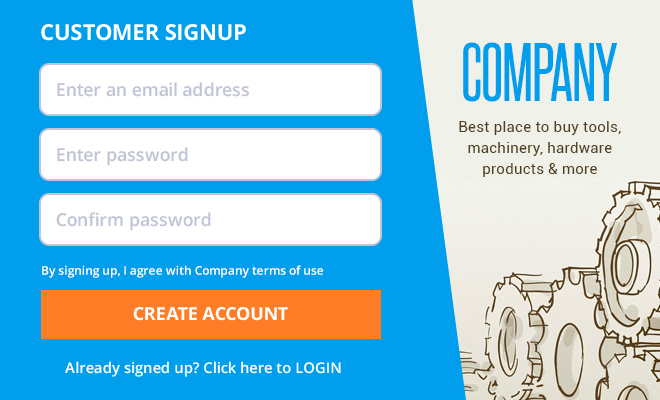 CUSTOMER SIGNUP
Enter an email address
Enter password
Confirm password
By signing up, I agree with Company terms of use
CREATE ACCOUNT
Already signed up? Click here to LOGIN
COMPANY
Best place to buy tools,
machinery, hardware
products & more